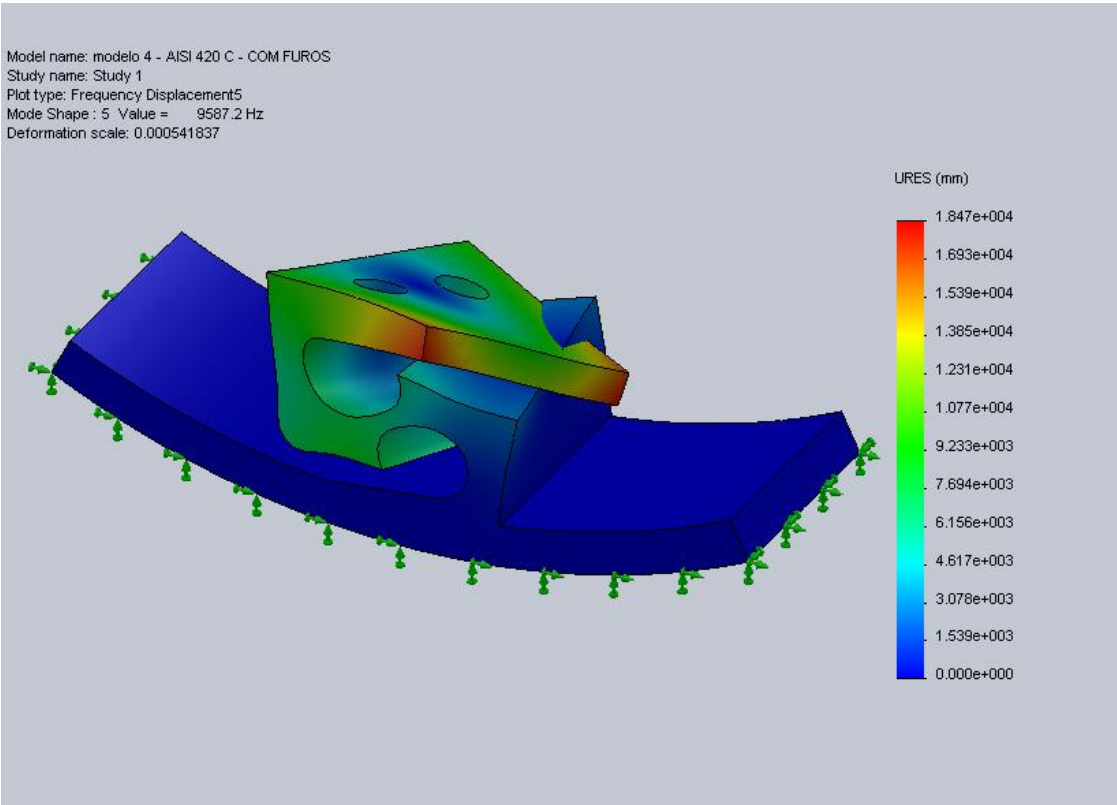 Model name: modelo 4 - AISI 420 C - COM FUROS
Study name: Study 1
Plot type: Frequency Displacement5
Mode Shape : 5 Value = 9587.2 Hz
Deformation scale: 0.000541837
URES (mm)
1.847e+004
1.693e+004
1.539e+004
1.385e+004
1.231e+004
1.077e+004
9.233e+003
7.694e+003
6.156e+003
4.617e+003
3.078e+003
1.539e+003
0.000e+000